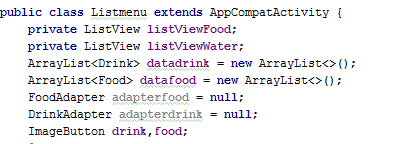 public class Listmenu extends AppCompatActivity {
private ListView listViewFood;
private ListView listViewWater;
ArrayList<Drink> datadrink = new ArrayList<>();
ArrayList<Food> datafood = new ArrayList<>();
FoodAdapter adapterfood = null;
DrinkAdapter adapterdrink = null;
ImageButton drink,food;